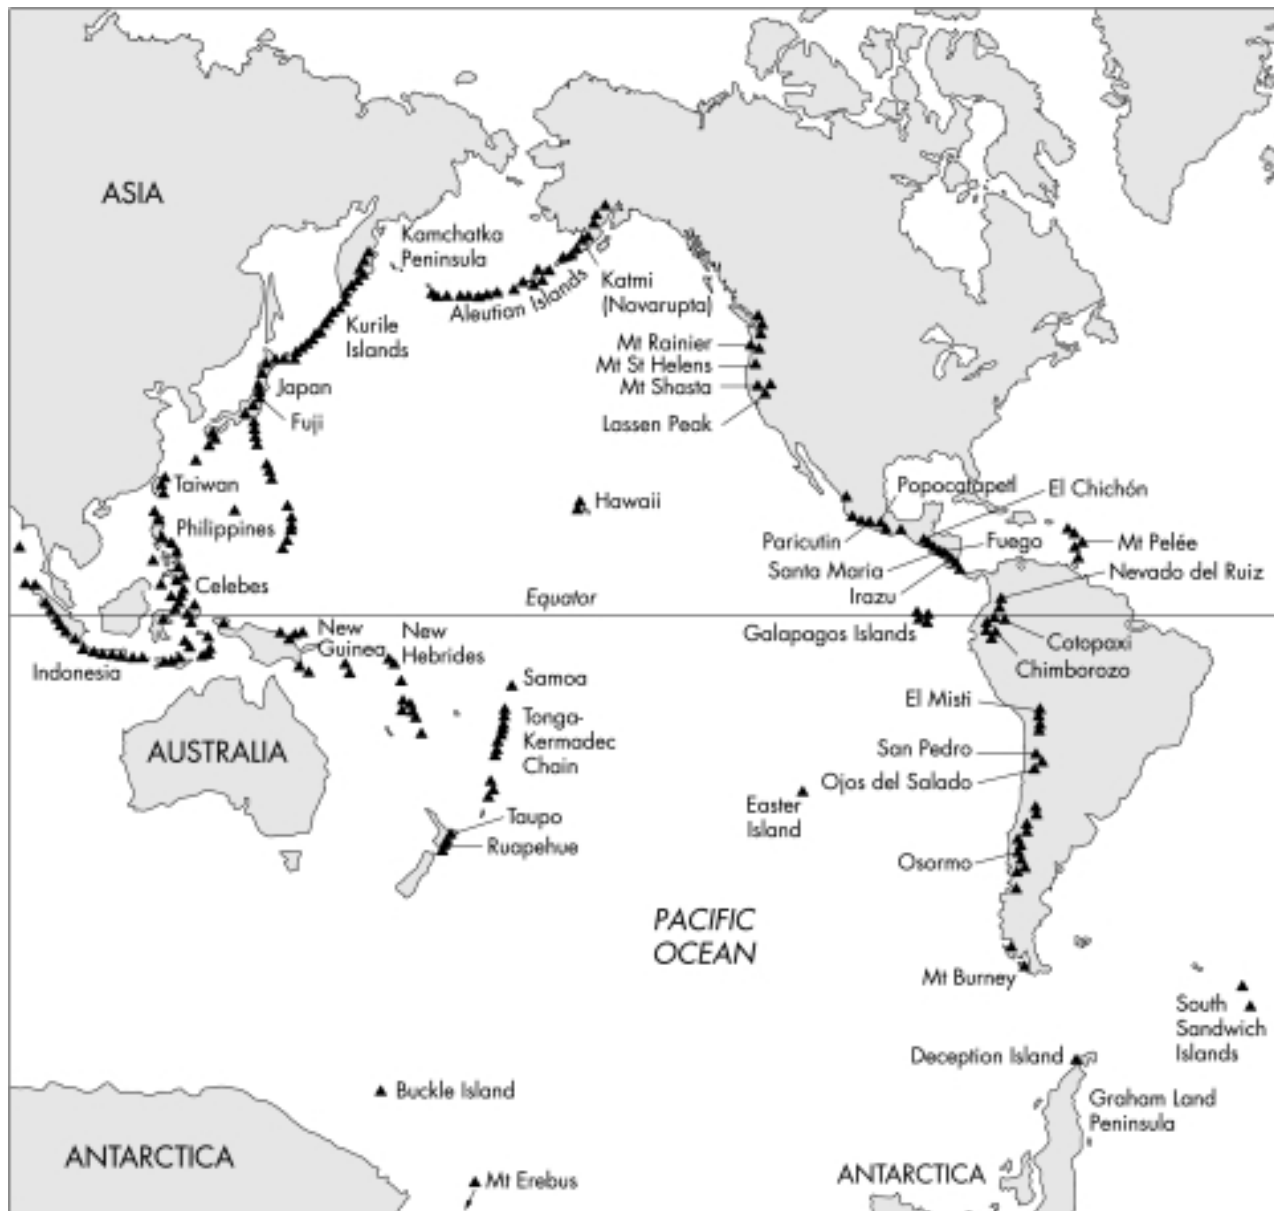 ASIA
Kamchatka
Peninsula
Aleutian Islands
Katmi
(Novarupta)
Kurile
Islands
Mt Rainier
Mt St Helens
Mt Shasta
Lassen Peak
Japan
Fuji
Taiwan
Philippines
Hawaii
Popocatapetl
El Chichón
Paricutin
Fuego
Mt Pelée
Santa Maria
Nevado del Ruiz
Irazu
Celebes
Equator
Galapagos Islands
Cotopaxi
Chimborozo
New
Guinea
New
Hebrides
Indonesia
Samoa
El Misti
AUSTRALIA
Tonga-
Kermadec
Chain
San Pedro
Ojos del Salado
Easter
Island
Taupo
Ruapehue
Osormo
PACIFIC
OCEAN
Mt Burney
South
Sandwich
Islands
Deception Island
Buckle Island
Graham Land
Peninsula
ANTARCTICA
Mt Erebus
ANTARCTICA